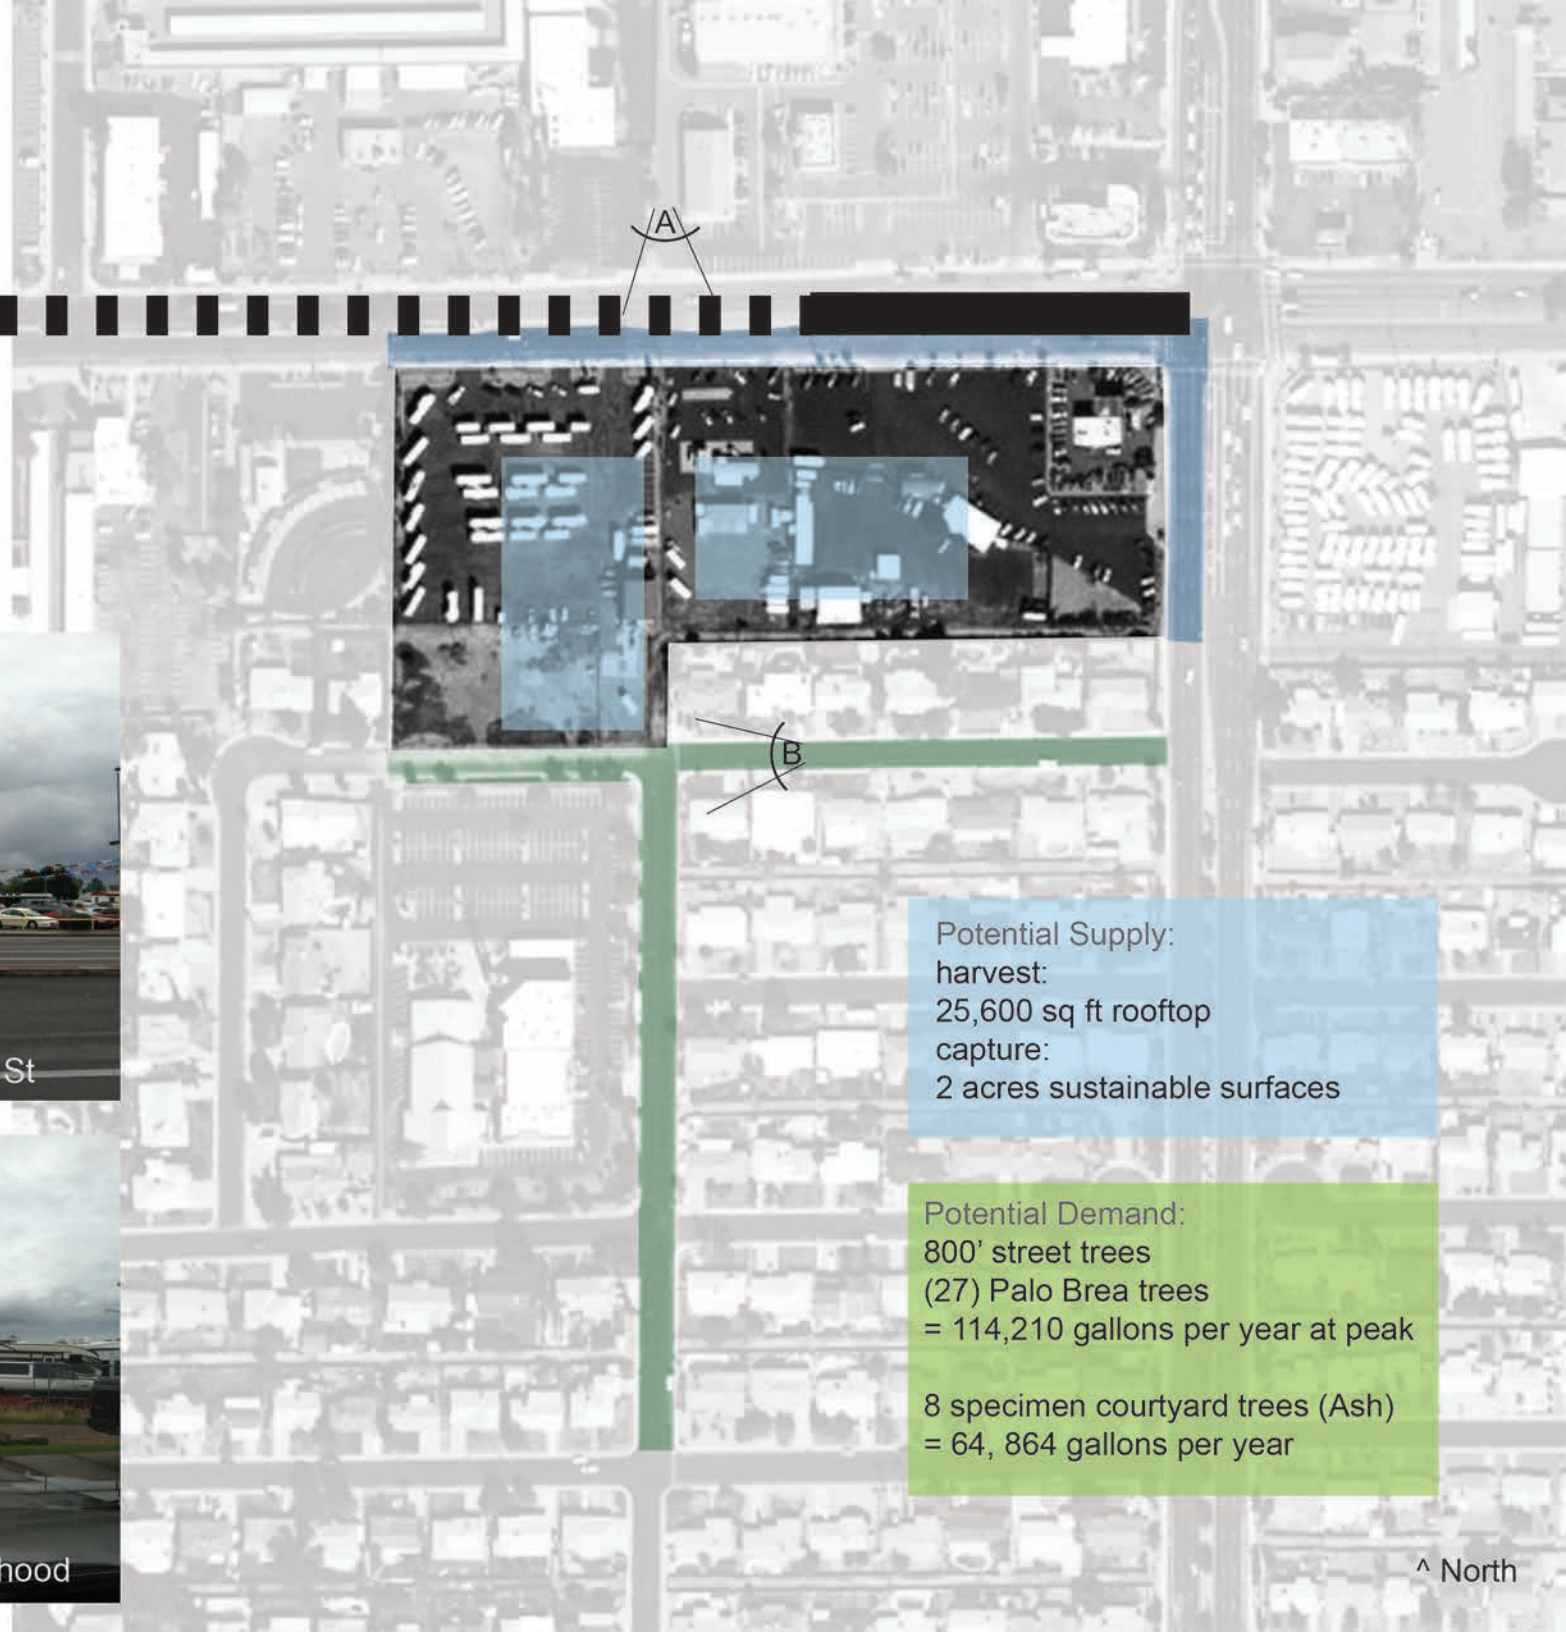 A
B
St
Potential Supply:
harvest:
25,600 sq ft rooftop
capture:
2 acres sustainable surfaces
Potential Demand:
800’ street trees
(27) Palo Brea trees
= 114,210 gallons per year at peak
8 specimen courtyard trees (Ash)
= 64, 864 gallons per year
hood
^ North